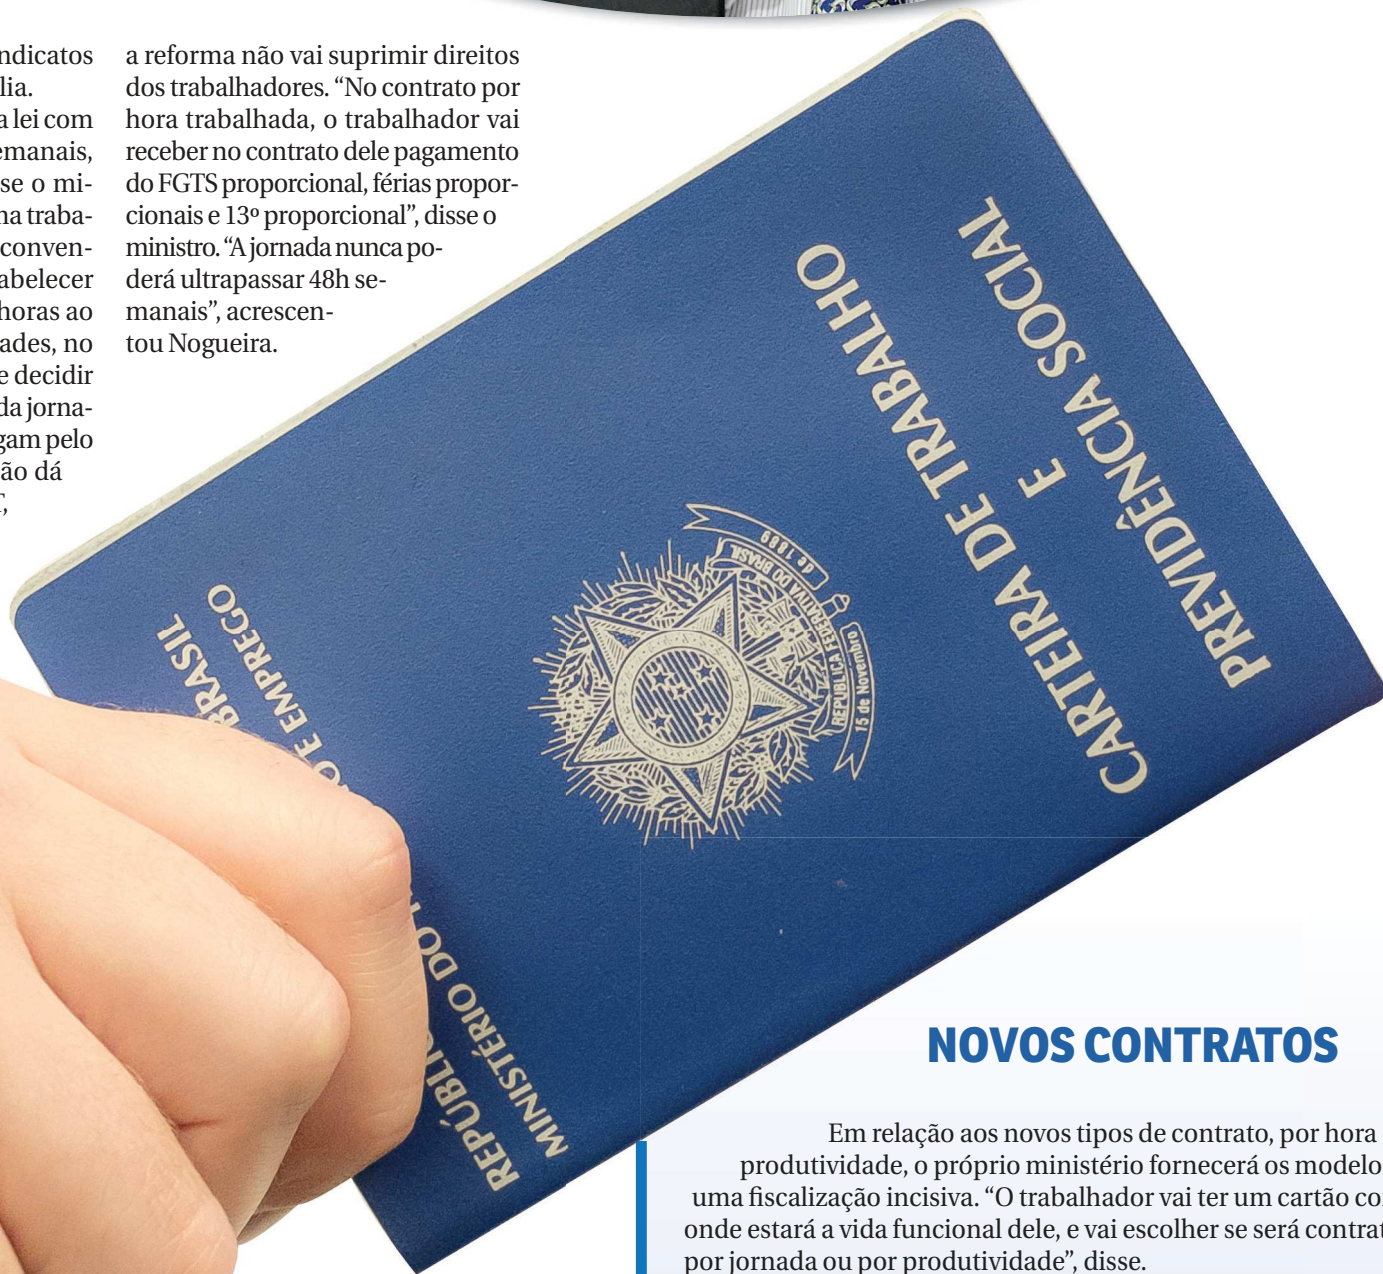 ndicatos
lia.
a lei com
emanais,
se o mi-
na traba-
conven-
abelecer
horas ao
ades, no
e decidir
da jorna-
gam pelo
ão dá
a reforma não vai suprimir direitos
dos trabalhadores. “No contrato por
hora trabalhada, o trabalhador vai
receber no contrato dele pagamento
do FGTS proporcional, férias propor-
cionais e 13º proporcional”, disse o
ministro. “A jornada nunca po-
derá ultrapassar 48h se-
manais”, acrescen-
tou Nogueira.
CARTEIRA DE TRABALHO
E
PREVIDÊNCIA SOCIAL
REPÚBLICA FEDERATIVA DO BRASIL
15 de Novembro de 1889
REPÚBLI BRASIL
MINISTÉRIO DO O E EMPREGO
NOVOS CONTRATOS
Em relação aos novos tipos de contrato, por hora
produtividade, o próprio ministério fornecerá os modelo
uma fiscalização incisiva. “O trabalhador vai ter um cartão co
onde estará a vida funcional dele, e vai escolher se será contrat
por jornada ou por produtividade”, disse.